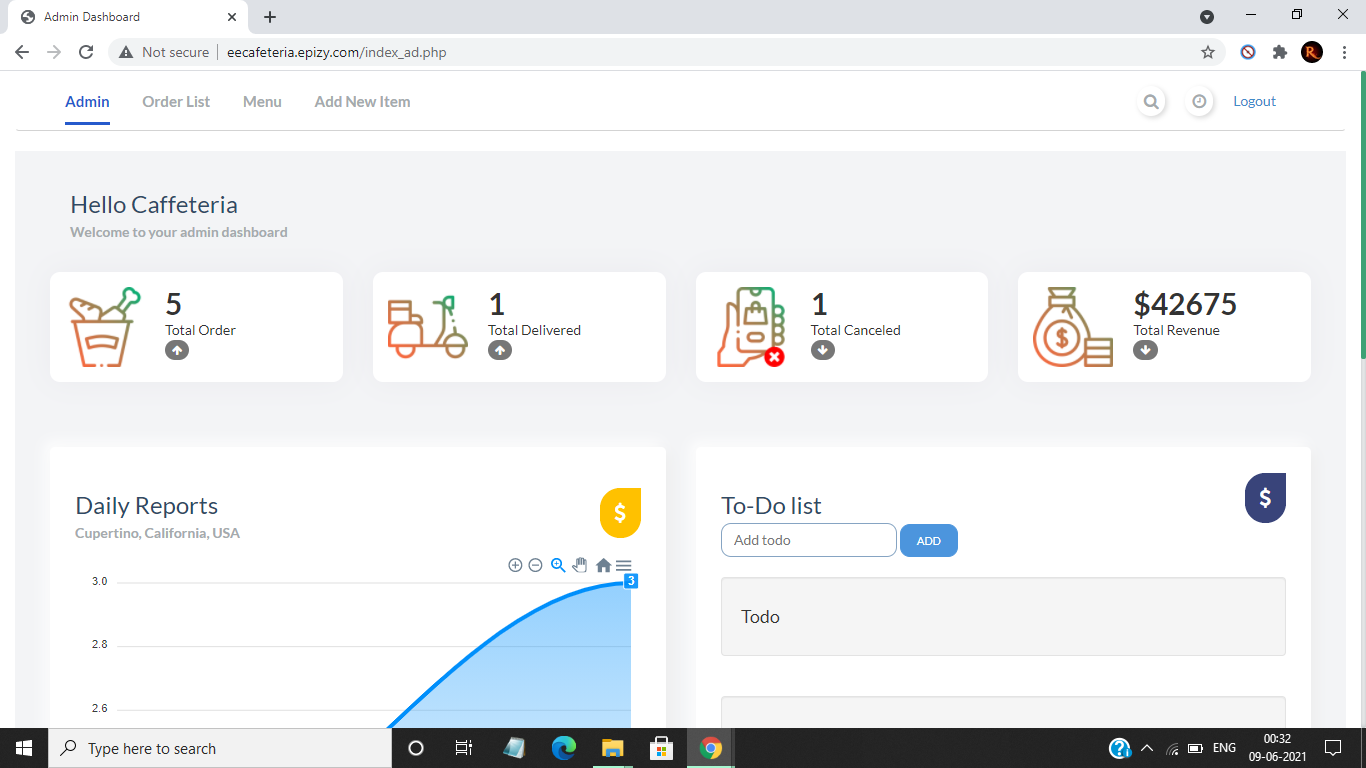 Admin Dashboard
Not secure
eecafeteria.epizy.com/index_ad.php
R
Admin
Order List
Menu
Add New Item
Logout
Hello Caffeteria
Welcome to your admin dashboard
5
Total Order
1
Total Delivered
1
Total Canceled
$
$42675
Total Revenue
Daily Reports
Cupertino, California, USA
$
3.0
3
2.8
2.6
To-Do list
$
Add todo
ADD
Todo
Type here to search
ENG
00:32
09-06-2021